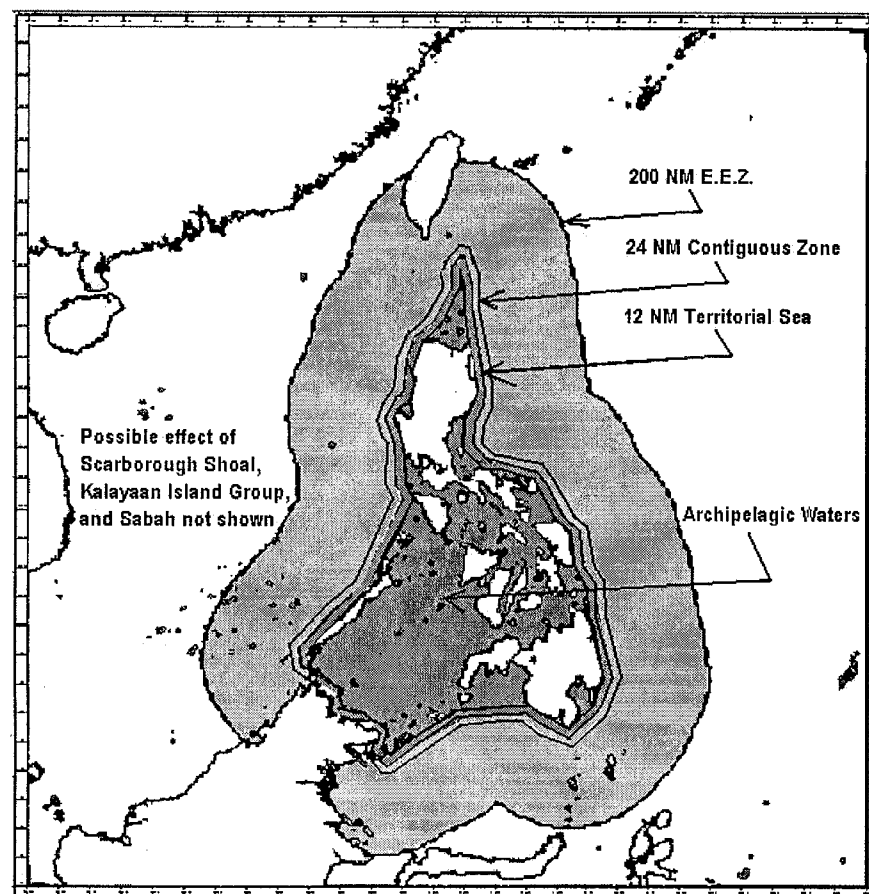 200 NM E.E.Z.
24 NM Contiguous Zone
12 NM Territorial Sea
Possible effect of
Scarborough Shoal,
Kalayaan Island Group,
and Sabah not shown
Archipelagic Waters